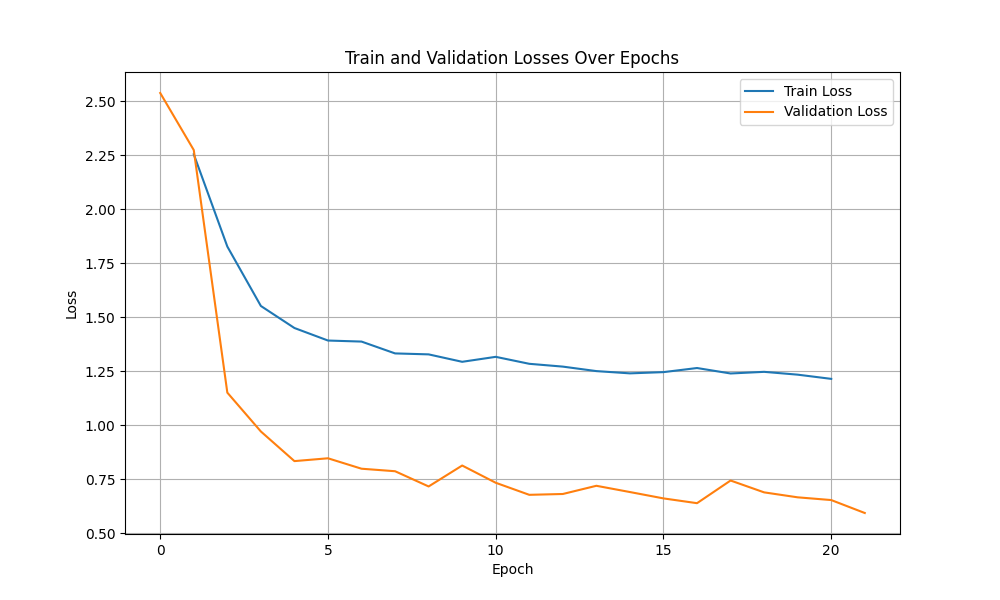 Train and Validation Losses Over Epochs
Train Loss
Validation Loss
2.50
2.25
2.00
1.75
1.50
1.25
1.00
0.75
0.50
Loss
0 5 10 15 20
Epoch